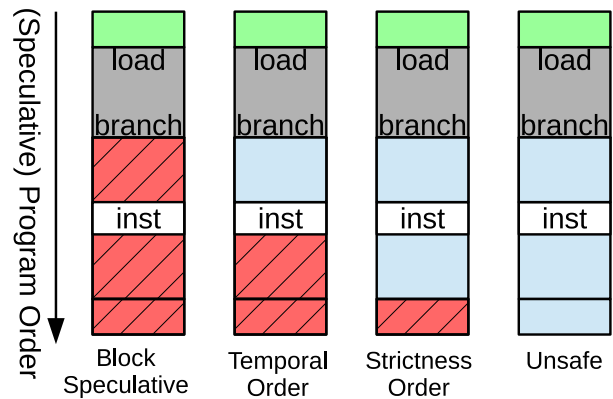 (Speculative) Program Order
load
load
load
load
branch
branch
branch
branch
inst
inst
inst
inst
Block
Speculative
Temporal
Order
Strictness
Order
Unsafe